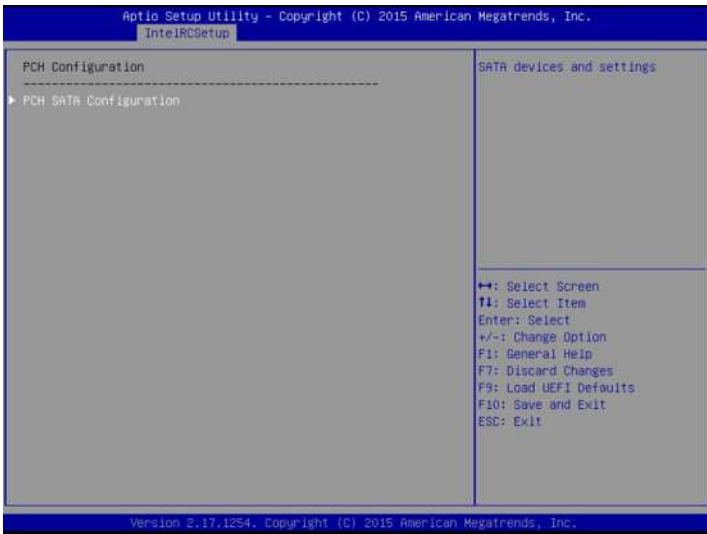 Aptio Setup Utility - Copyright (C) 2015 American Megatrends, Inc.
IntelRCSetup
PCH Configuration
------------------------------------------------
▶ PCH SATA Configuration
SATA devices and settings
↔: Select Screen
↑↓: Select Item
Enter: Select
+/-: Change Option
F1: General Help
F7: Discard Changes
F9: Load UEFI Defaults
F10: Save and Exit
ESC: Exit
Version 2.17.1254. Copyright (C) 2015 American Megatrends, Inc.